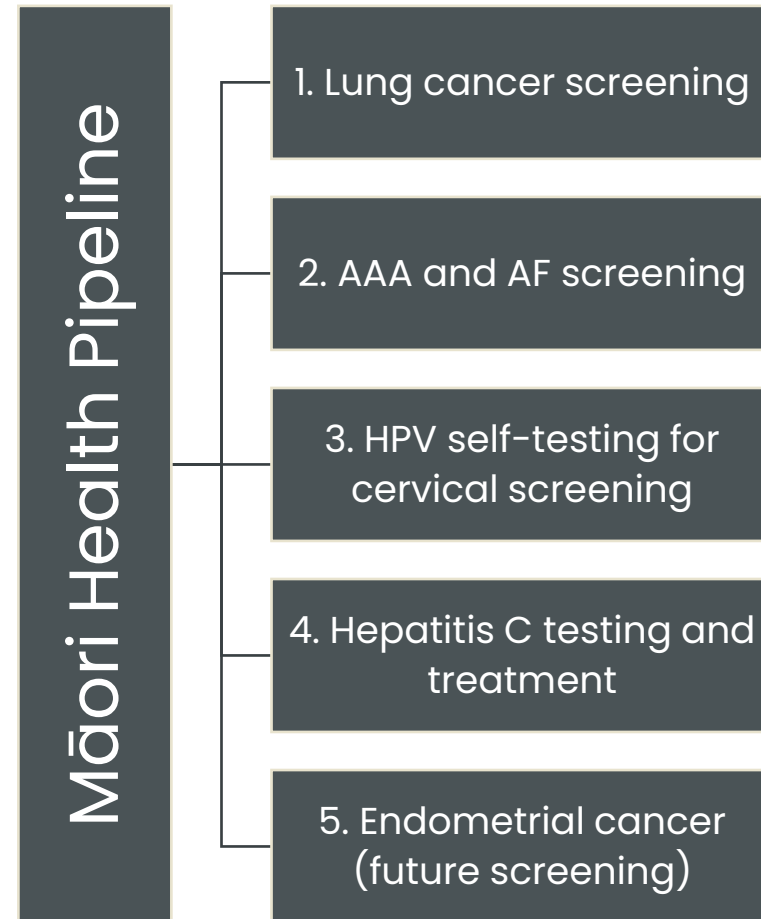 Māori Health Pipeline
1. Lung cancer screening
2. AAA and AF screening
3. HPV self-testing for
cervical screening
4. Hepatitis C testing and
treatment
5. Endometrial cancer
(future screening)